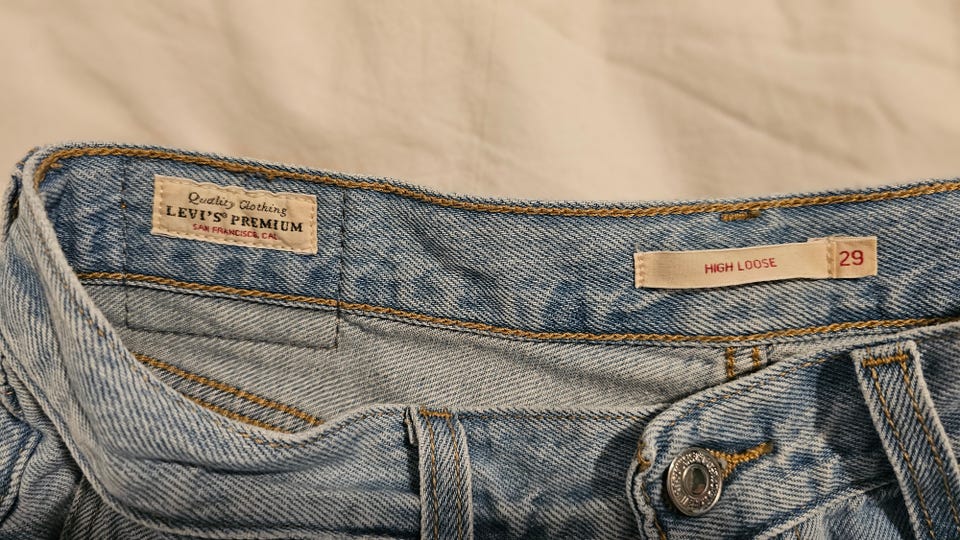 Quality Clothing
LEVI'S® PREMIUM
SAN FRANCISCO, CAL
HIGH LOOSE
29